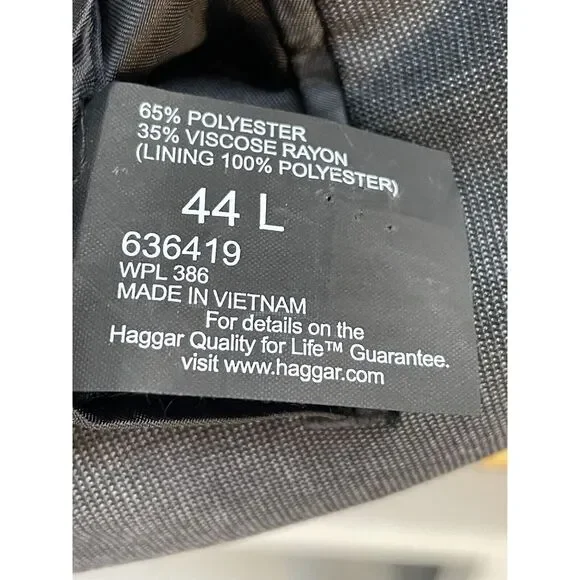 65% POLYESTER
35% VISCOSE RAYON
(LINING 100% POLYESTER)
44 L
636419
WPL 386
MADE IN VIETNAM
For details on the
Haggar Quality for Life™ Guarantee.
visit www.haggar.com